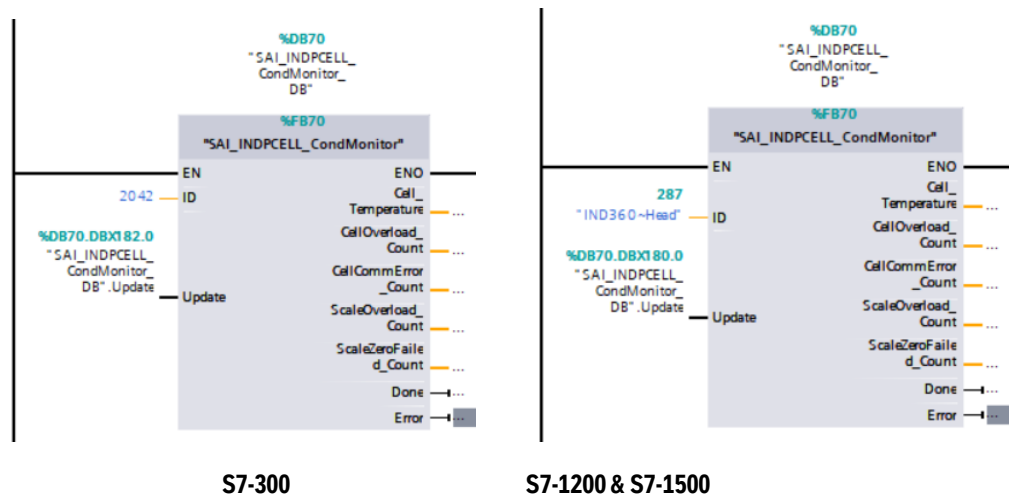 %DB70
"SAI_INDPCELL_
CondMonitor_
DB"
%FB70
"SAI_INDPCELL_CondMonitor"
EN
ENO
2042
ID
Cell_
Temperature
...
CellOverload_
Count
...
%DB70.DBX182.0
"SAI_INDPCELL_
CondMonitor_
DB".Update
Update
CellCommError
_Count
...
ScaleOverload_
Count
...
ScaleZeroFaile
d_Count
...
Done
...
Error
...
S7-300
%DB70
"SAI_INDPCELL_
CondMonitor_
DB"
%FB70
"SAI_INDPCELL_CondMonitor"
EN
ENO
287
"IND360~Head"
ID
Cell_
Temperature
...
CellOverload_
Count
...
%DB70.DBX180.0
"SAI_INDPCELL_
CondMonitor_
DB".Update
Update
CellCommError
_Count
...
ScaleOverload_
Count
...
ScaleZeroFaile
d_Count
...
Done
...
Error
...
S7-1200 & S7-1500